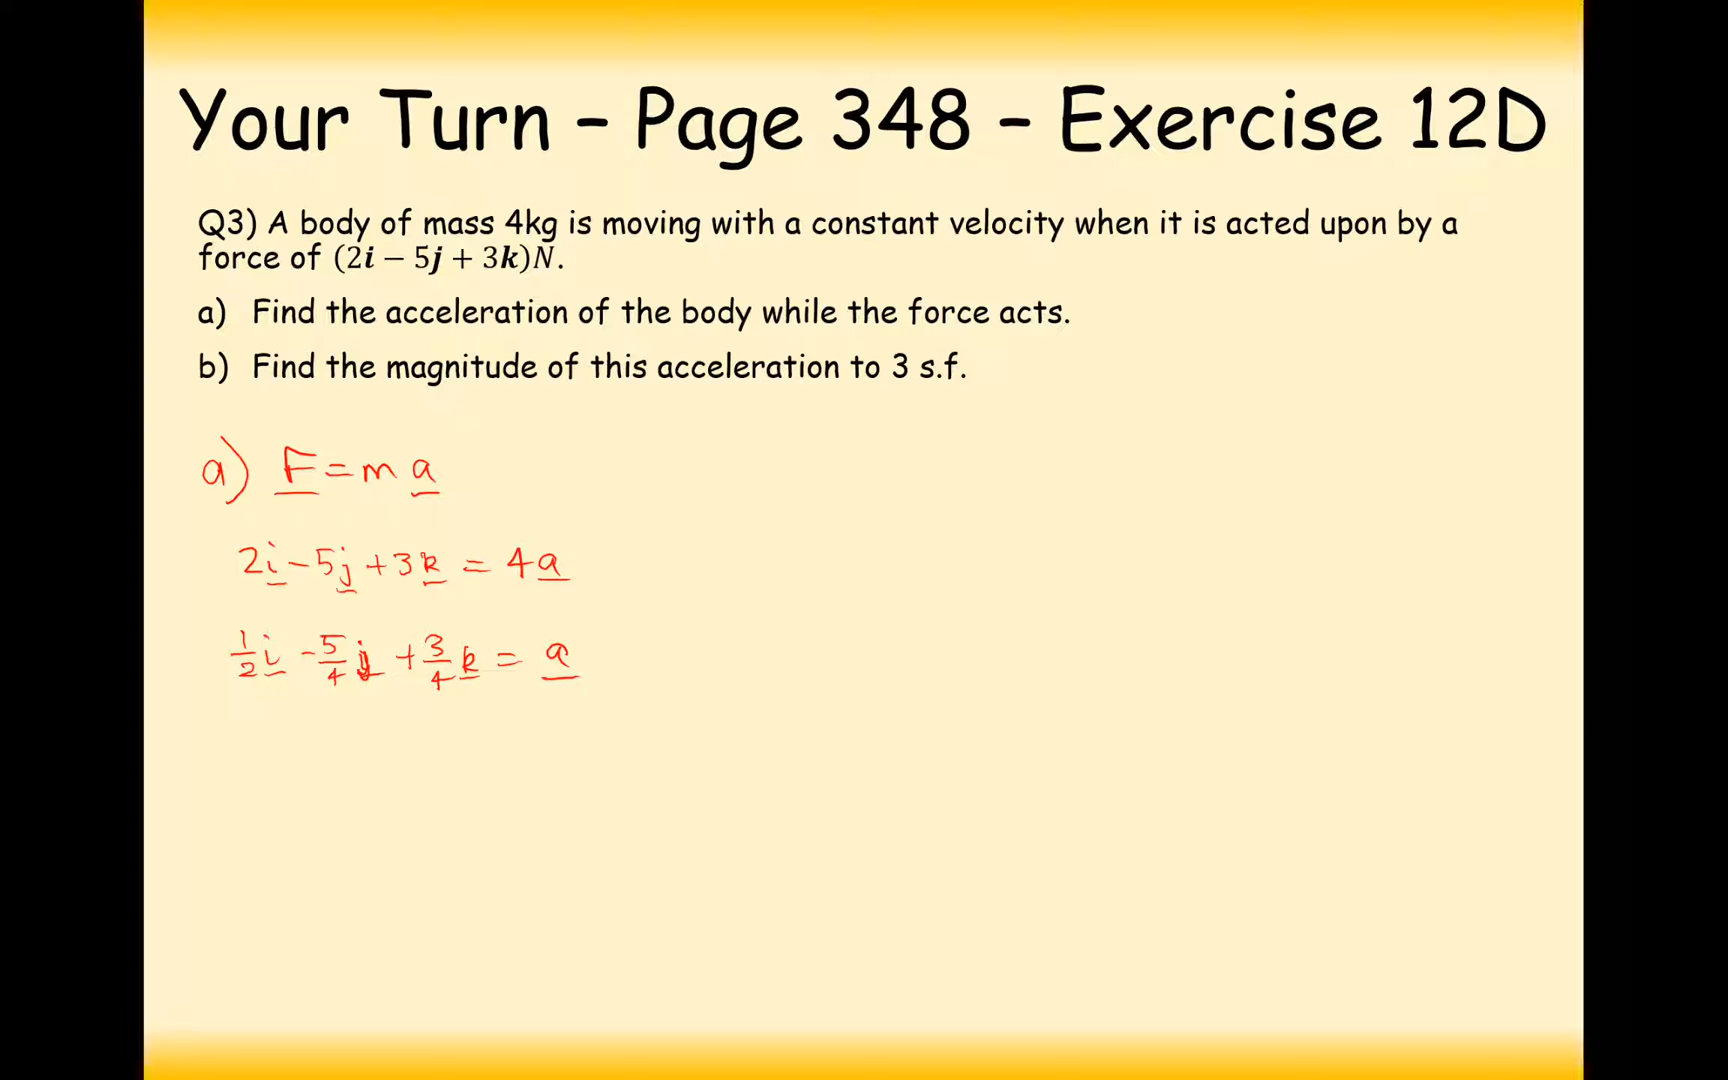 Your Turn – Page 348 – Exercise 12D
Q3) A body of mass 4kg is moving with a constant velocity when it is acted upon by a
force of (2i − 5j + 3k)N.
a) Find the acceleration of the body while the force acts.
b) Find the magnitude of this acceleration to 3 s.f.
a) F = m a
2i − 5j + 3k = 4a
1/2 i − 5/4 j + 3/4 k = a